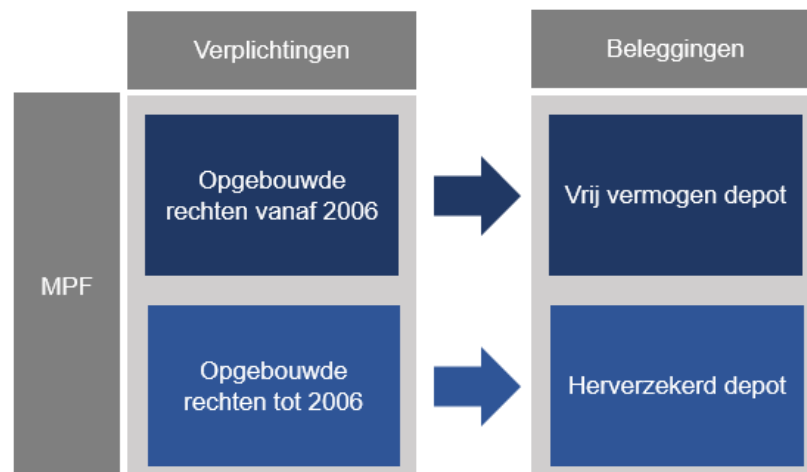 Verplichtingen
Beleggingen
MPF
Opgebouwde
rechten vanaf 2006
Vrij vermogen depot
Opgebouwde
rechten tot 2006
Herverzekerd depot